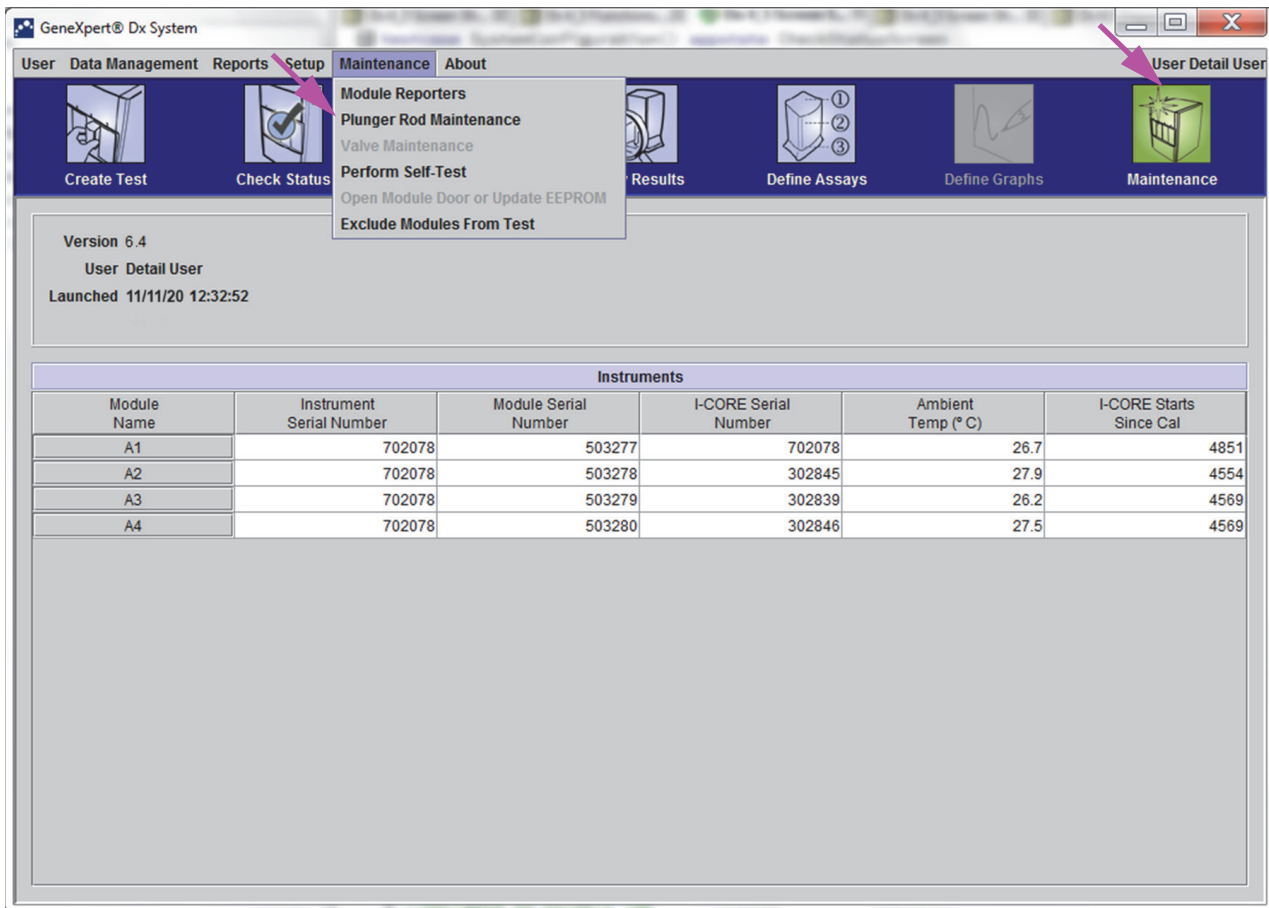 GeneXpert® Dx System
User Data Management Reports Setup Maintenance About User Detail User
Module Reporters
Plunger Rod Maintenance
Valve Maintenance
Perform Self-Test
Open Module Door or Update EEPROM
Exclude Modules From Test
1
2
3
Create Test Check Status Results Define Assays Define Graphs Maintenance
Version 6.4
User Detail User
Launched 11/11/20 12:32:52
Instruments
Module Name Instrument Serial Number Module Serial Number I-CORE Serial Number Ambient Temp (° C) I-CORE Starts Since Cal
A1 702078 503277 702078 26.7 4851
A2 702078 503278 302845 27.9 4554
A3 702078 503279 302839 26.2 4569
A4 702078 503280 302846 27.5 4569